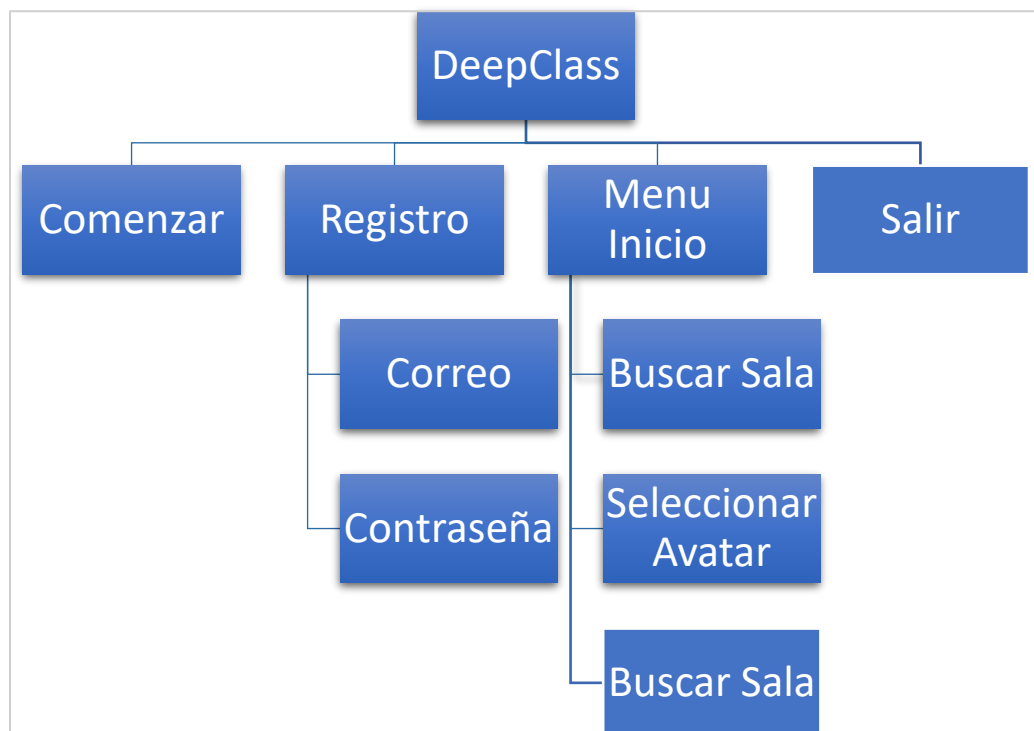 DeepClass
Comenzar
Registro
Menu
Inicio
Salir
Correo
Buscar Sala
Contraseña
Seleccionar
Avatar
Buscar Sala